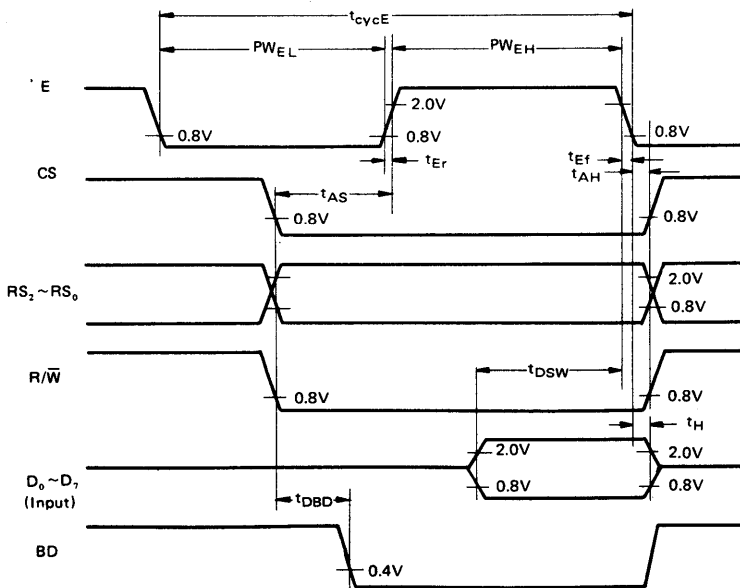 tcycE
PWEL
PWEH
E
2.0V
0.8V
0.8V
0.8V
tEr
tEf
CS
tAH
tAS
0.8V
0.8V
RS2~RS0
2.0V
0.8V
R/W̅
tDSW
0.8V
0.8V
tH
2.0V
2.0V
D0~D7
(Input)
0.8V
0.8V
tDBD
BD
0.4V